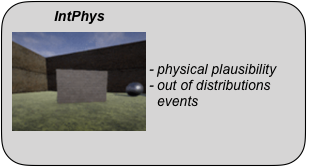 IntPhys
- physical plausibility
- out of distributions
events